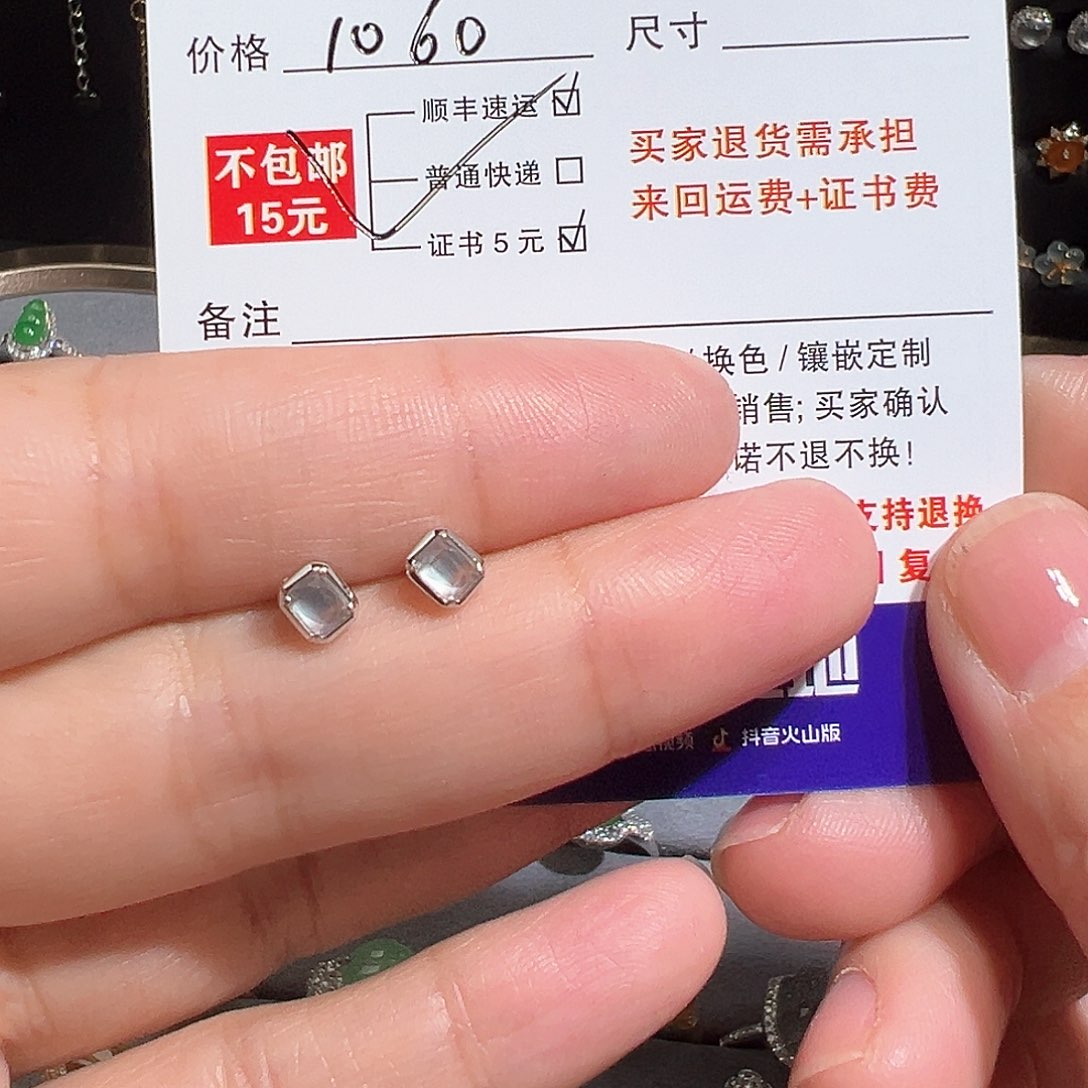 价格 1060
尺寸
不包邮
15元
顺丰速运 ☑
普通快递 □
证书5元 ☑
买家退货需承担
来回运费+证书费
备注
换色/镶嵌定制
销售;买家确认
诺不退不换!
支持退换
复
抖音火山版